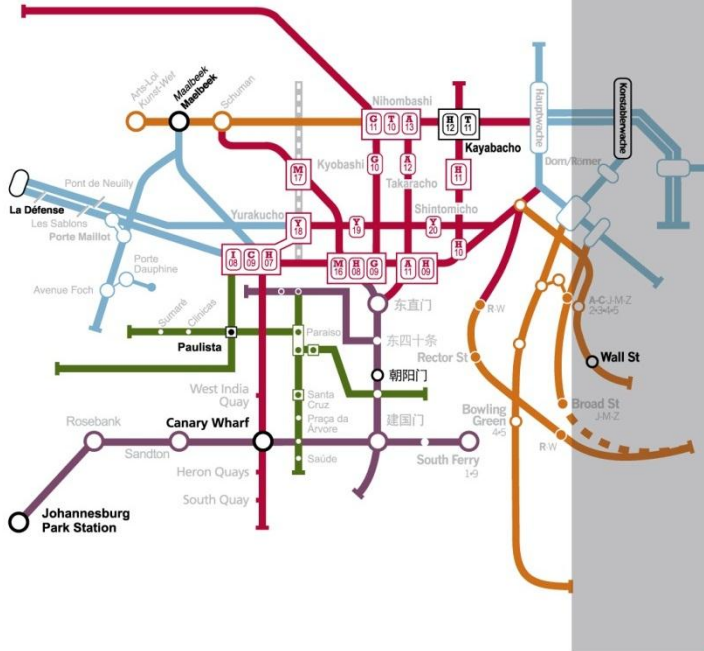 Arts-Loi
Kunst-Wet
Maalbeek
Maelbeek
Schuman
Nihombashi
G 11
T 10
A 13
H 12
T 11
Kayabacho
Hauptwache
Konstablerwache
Dom/Römer
M 17
Kyobashi
G 10
A 12
Takaracho
H 11
La Défense
Pont de Neuilly
Les Sablons
Porte Maillot
Yurakucho
Y 18
Y 19
Shintomicho
Y 20
H 10
I 08
C 09
H 07
M 16
H 08
G 09
A 11
H 09
Porte
Dauphine
Avenue Foch
Sumaré
Clinicas
Paulista
Paraiso
东直门
东四十条
朝阳门
建国门
R-W
Rector St
A-C-J-M-Z
2-3-4-5
Wall St
West India
Quay
Santa
Cruz
Praça da
Árvore
Saúde
Canary Wharf
Rosebank
Sandton
Heron Quays
South Quay
Johannesburg
Park Station
South Ferry
1-9
Bowling
Green
4-5
R-W
Broad St
J-M-Z